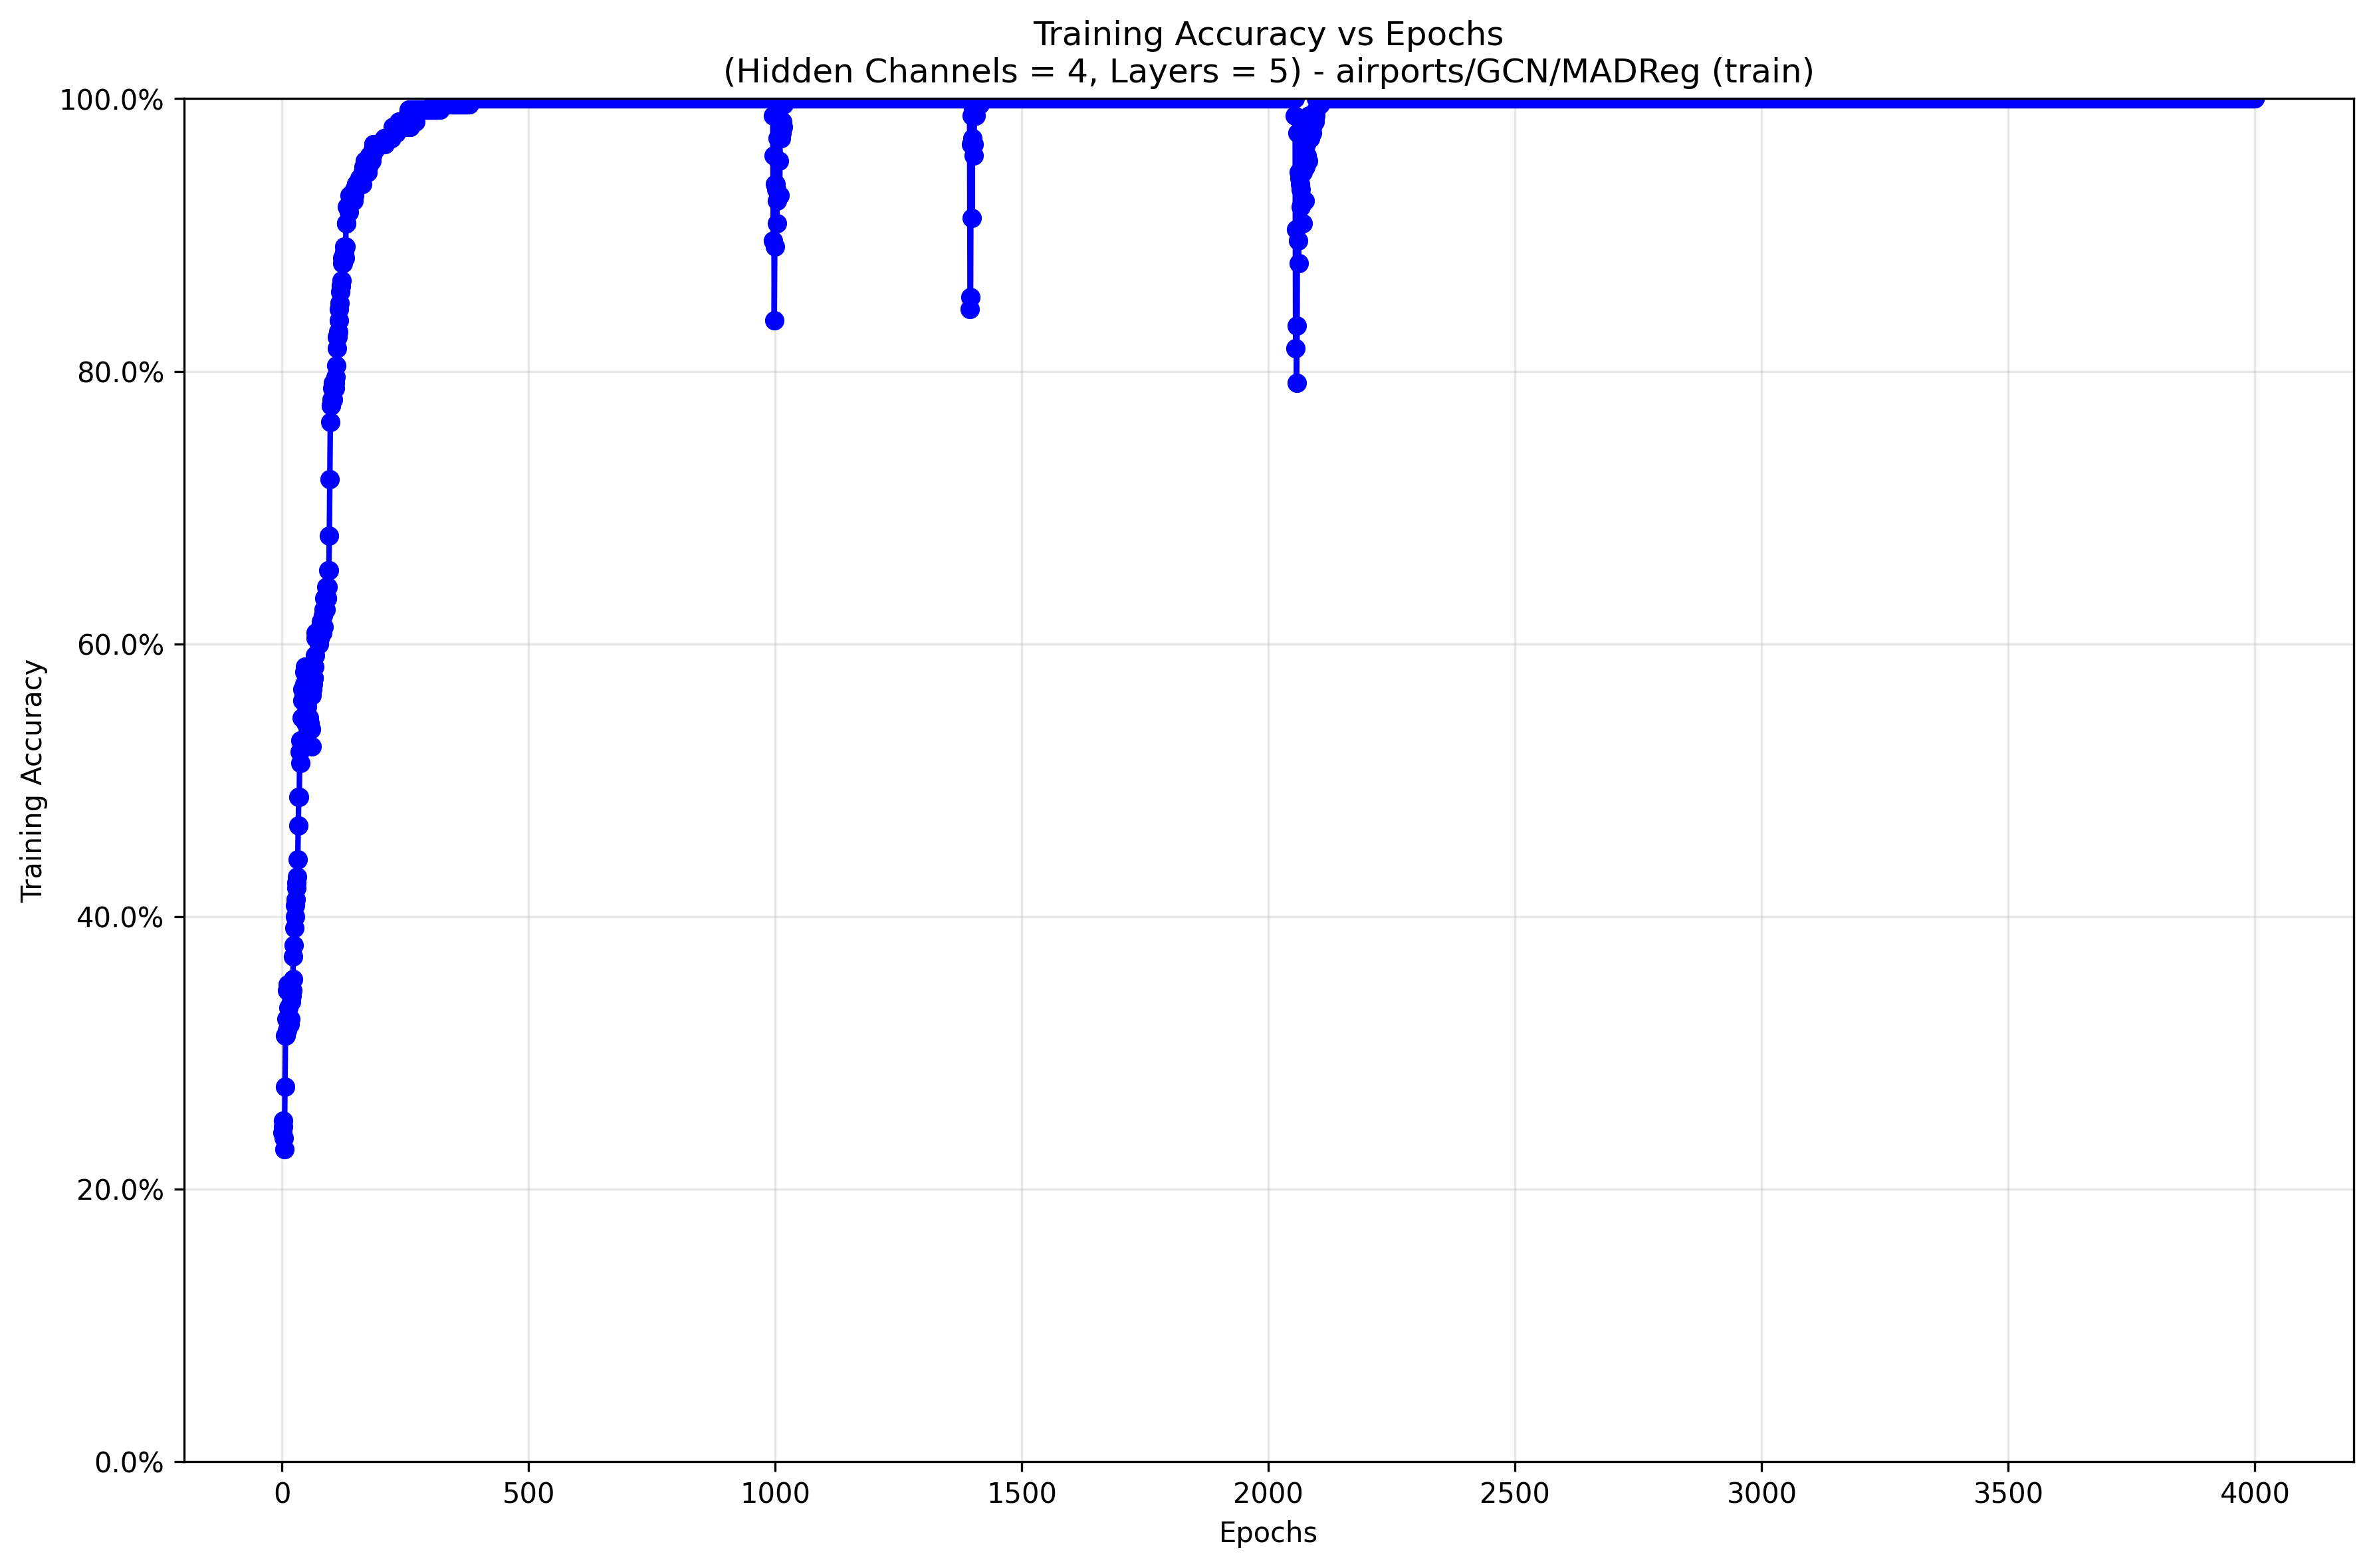 Training Accuracy vs Epochs
(Hidden Channels = 4, Layers = 5) - airports/GCN/MADReg (train)
100.0%
80.0%
60.0%
40.0%
20.0%
0.0%
Training Accuracy
0 500 1000 1500 2000 2500 3000 3500 4000
Epochs